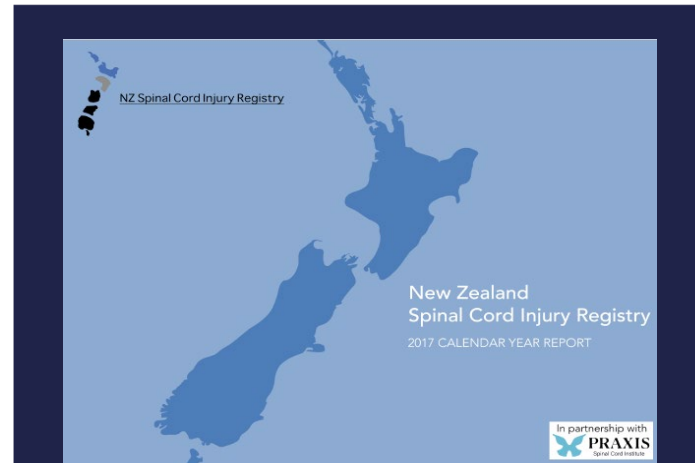 NZ Spinal Cord Injury Registry
New Zealand
Spinal Cord Injury Registry
2017 CALENDAR YEAR REPORT
In partnership with
PRAXIS
Spinal Cord Institute